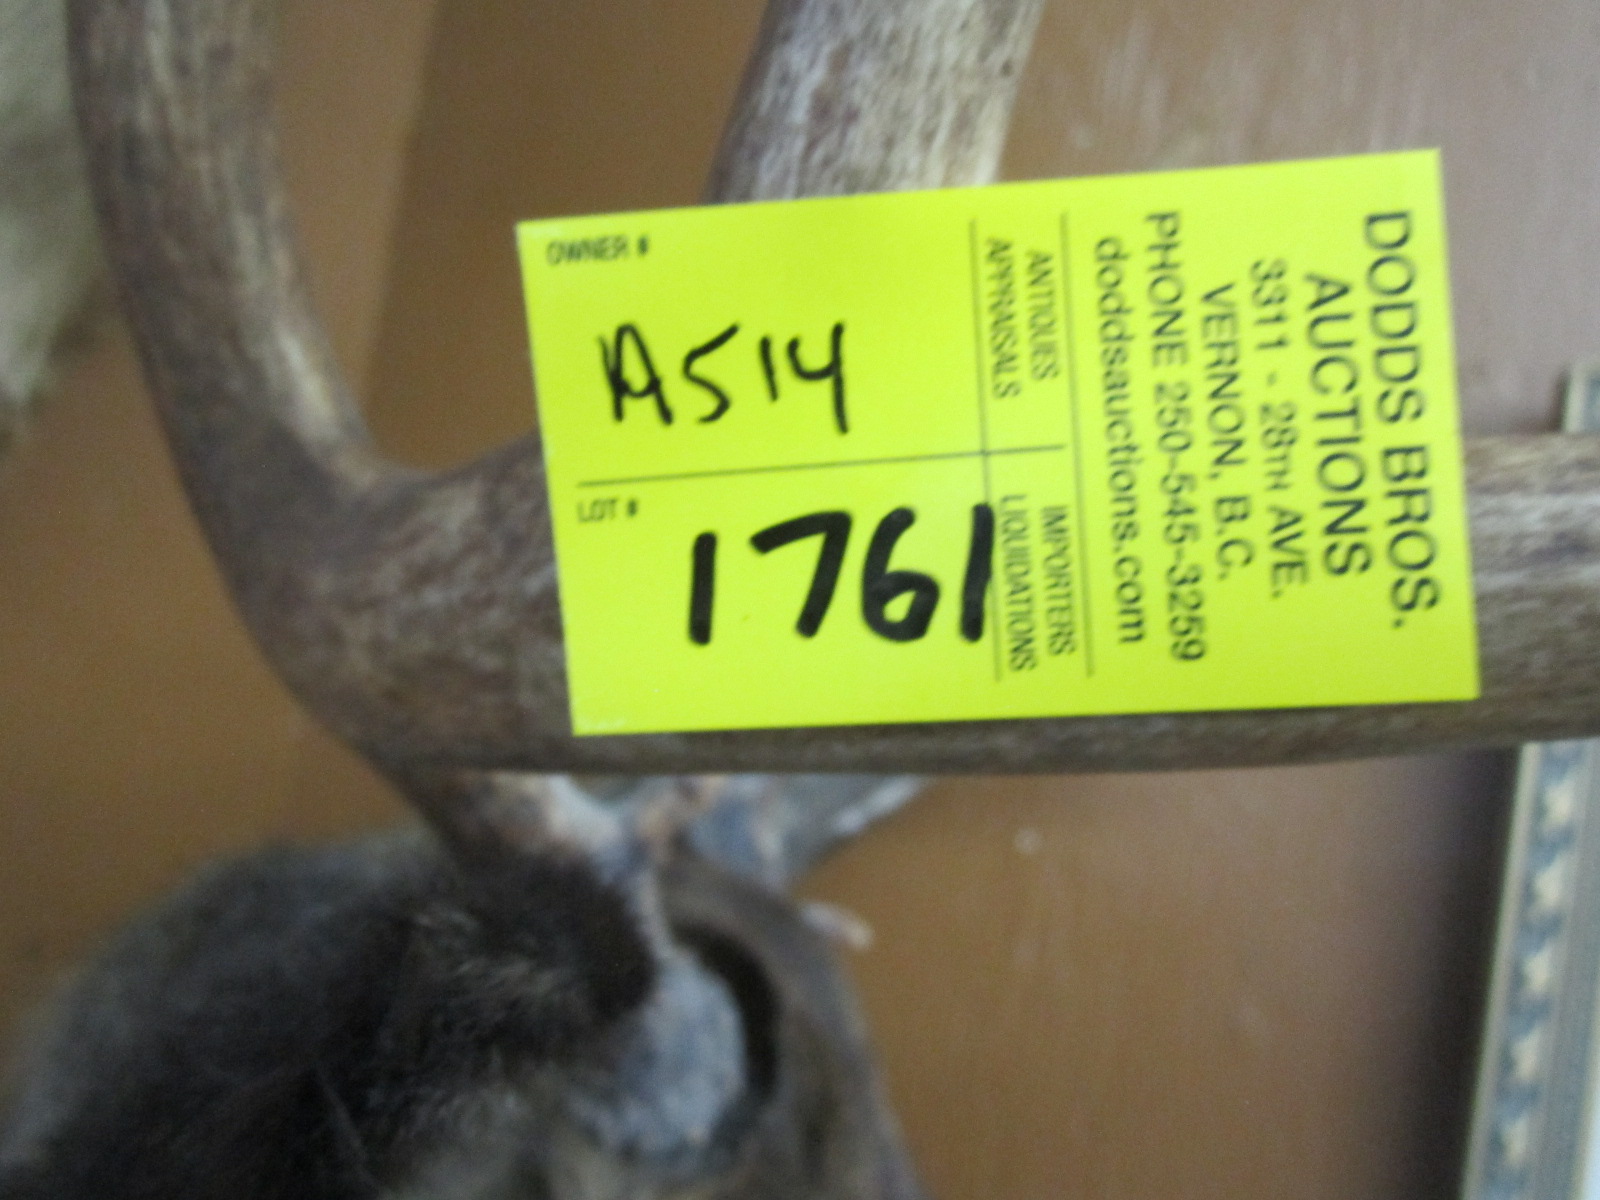 DODDS BROS.
AUCTIONS
3311 - 28TH AVE.
VERNON, B.C.
PHONE 250-545-3259
doddsauctions.com
ANTIQUES
APPRAISALS
IMPORTERS
LIQUIDATIONS
OWNER #
A514
LOT #
1761